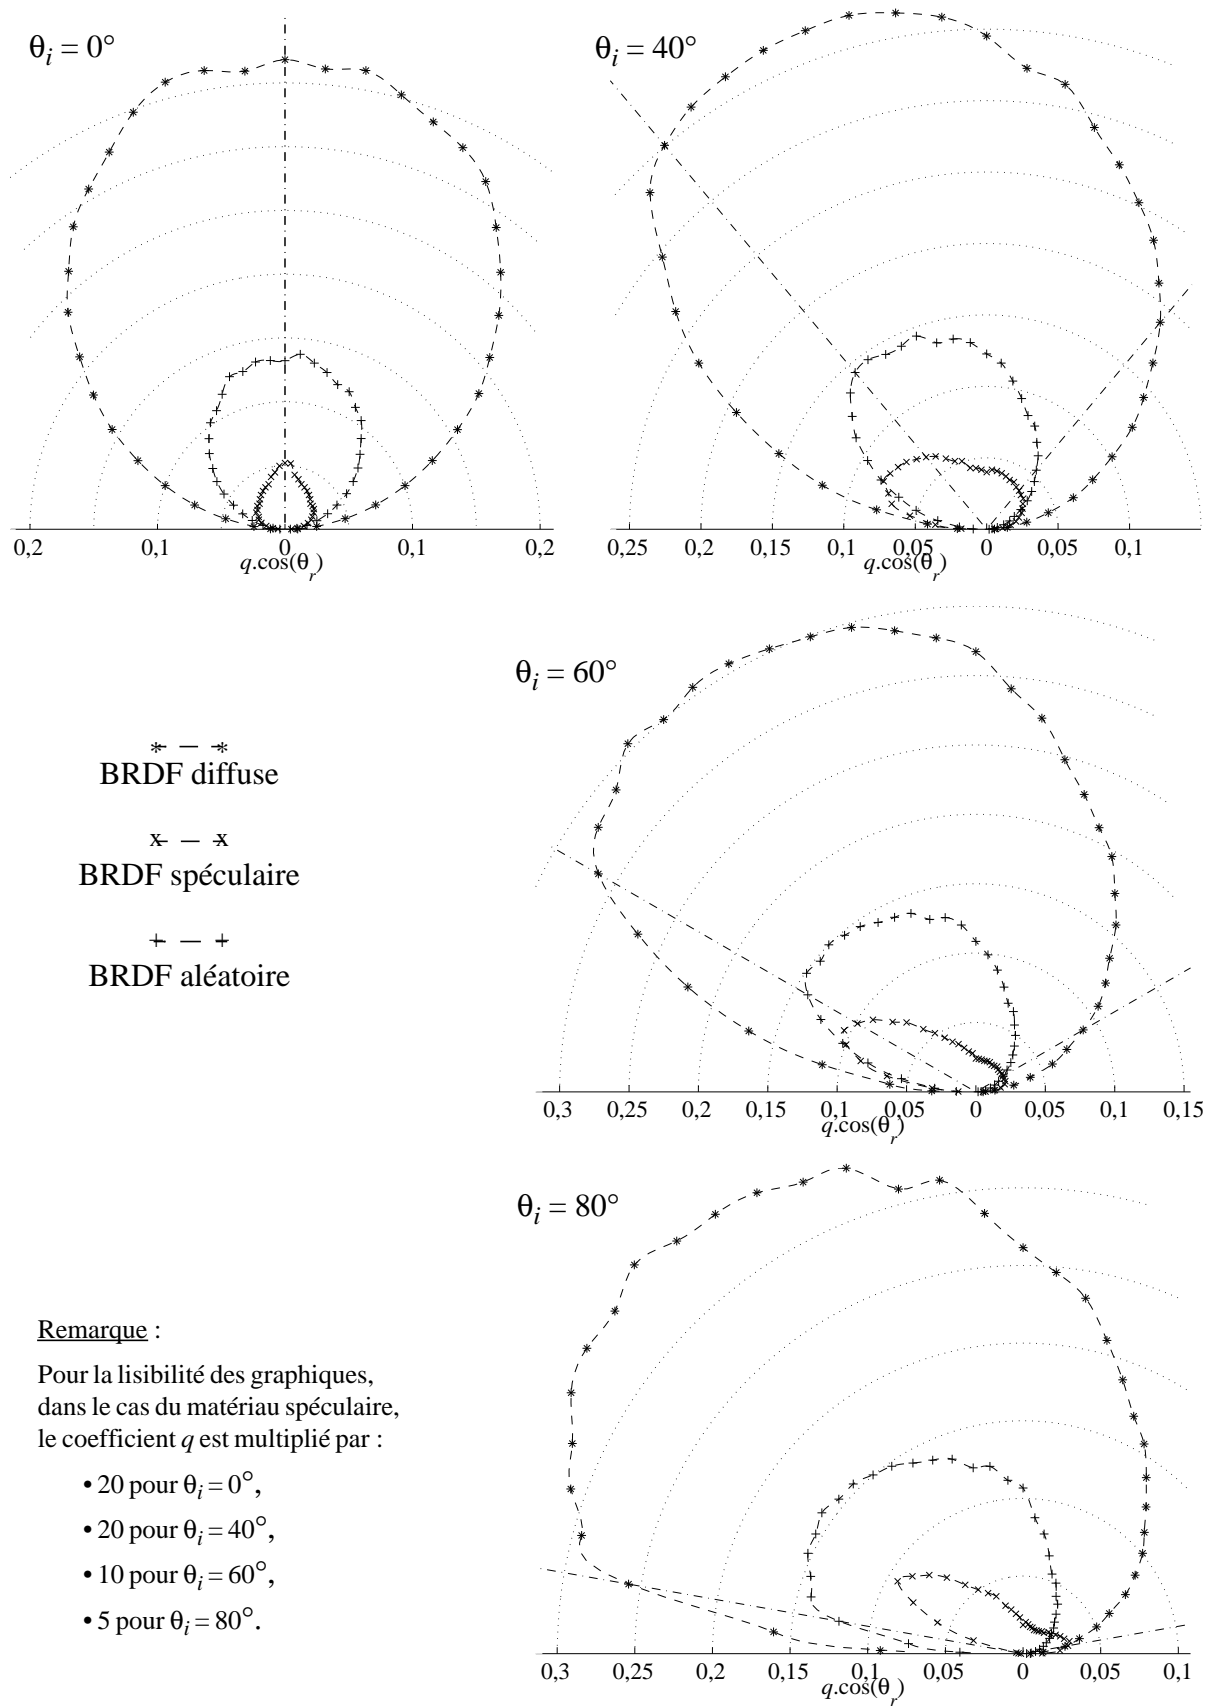 θi = 0°
θi = 40°
0,2 0,1 0 0,1 0,2
q.cos(θr)
0,25 0,2 0,15 0,1 0,05 0 0,05 0,1
q.cos(θr)
θi = 60°
* – *
BRDF diffuse
x – x
BRDF spéculaire
+ – +
BRDF aléatoire
0,3 0,25 0,2 0,15 0,1 0,05 0 0,05 0,1 0,15
q.cos(θr)
θi = 80°
Remarque :
Pour la lisibilité des graphiques,
dans le cas du matériau spéculaire,
le coefficient q est multiplié par :
• 20 pour θi = 0°,
• 20 pour θi = 40°,
• 10 pour θi = 60°,
• 5 pour θi = 80°.
0,3 0,25 0,2 0,15 0,1 0,05 0 0,05 0,1
q.cos(θr)